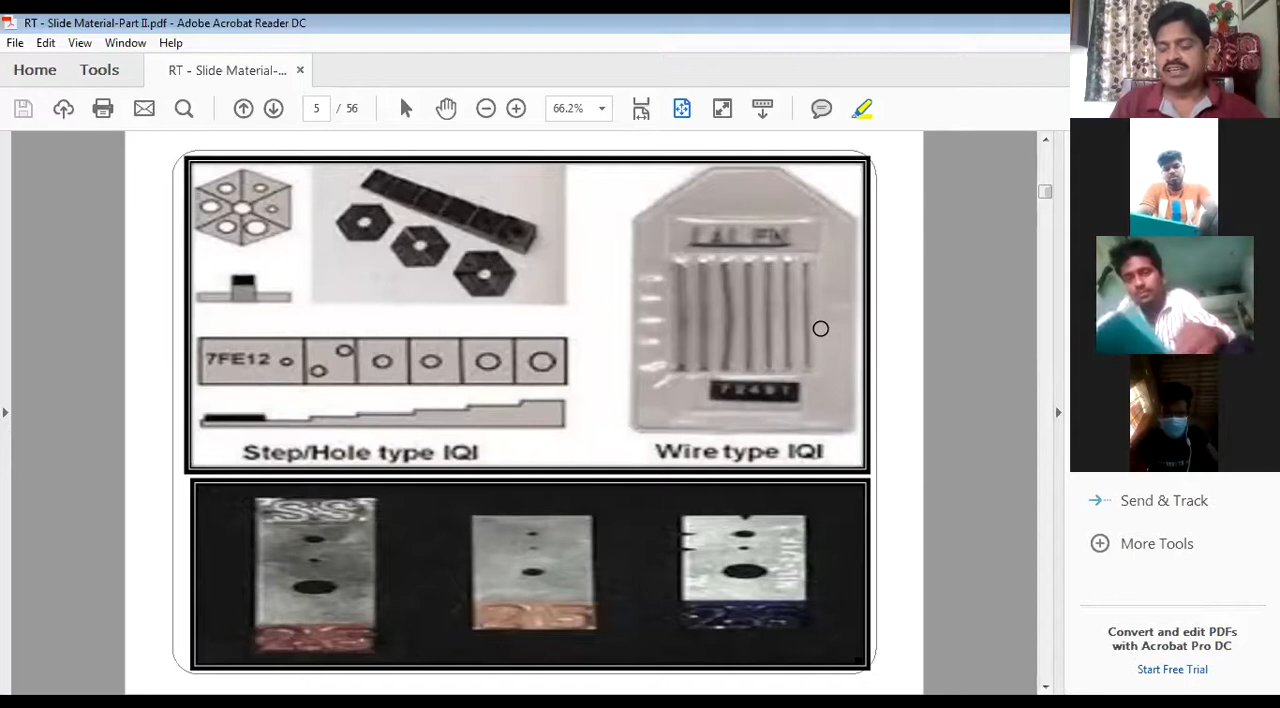 RT - Slide Material-Part II.pdf - Adobe Acrobat Reader DC
File Edit View Window Help
Home Tools RT - Slide Material-... ×
5 / 56 66.2%
7FE12
Step/Hole type IQI
Wire type IQI
S·S
25
Send & Track
More Tools
Convert and edit PDFs
with Acrobat Pro DC
Start Free Trial